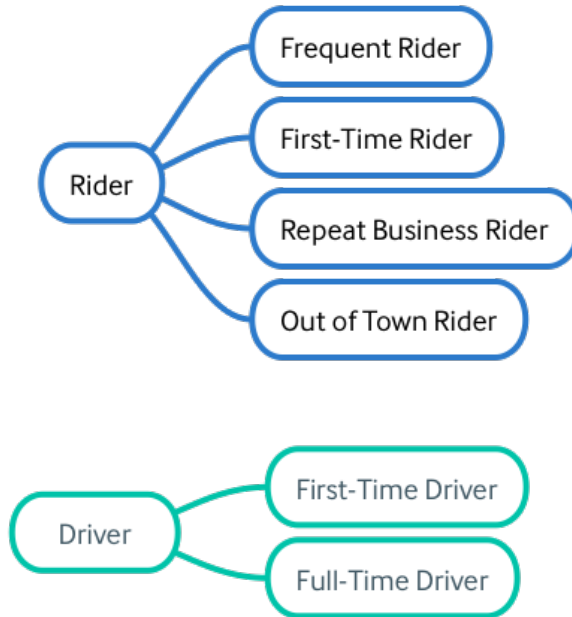 Frequent Rider
First-Time Rider
Rider
Repeat Business Rider
Out of Town Rider
First-Time Driver
Driver
Full-Time Driver